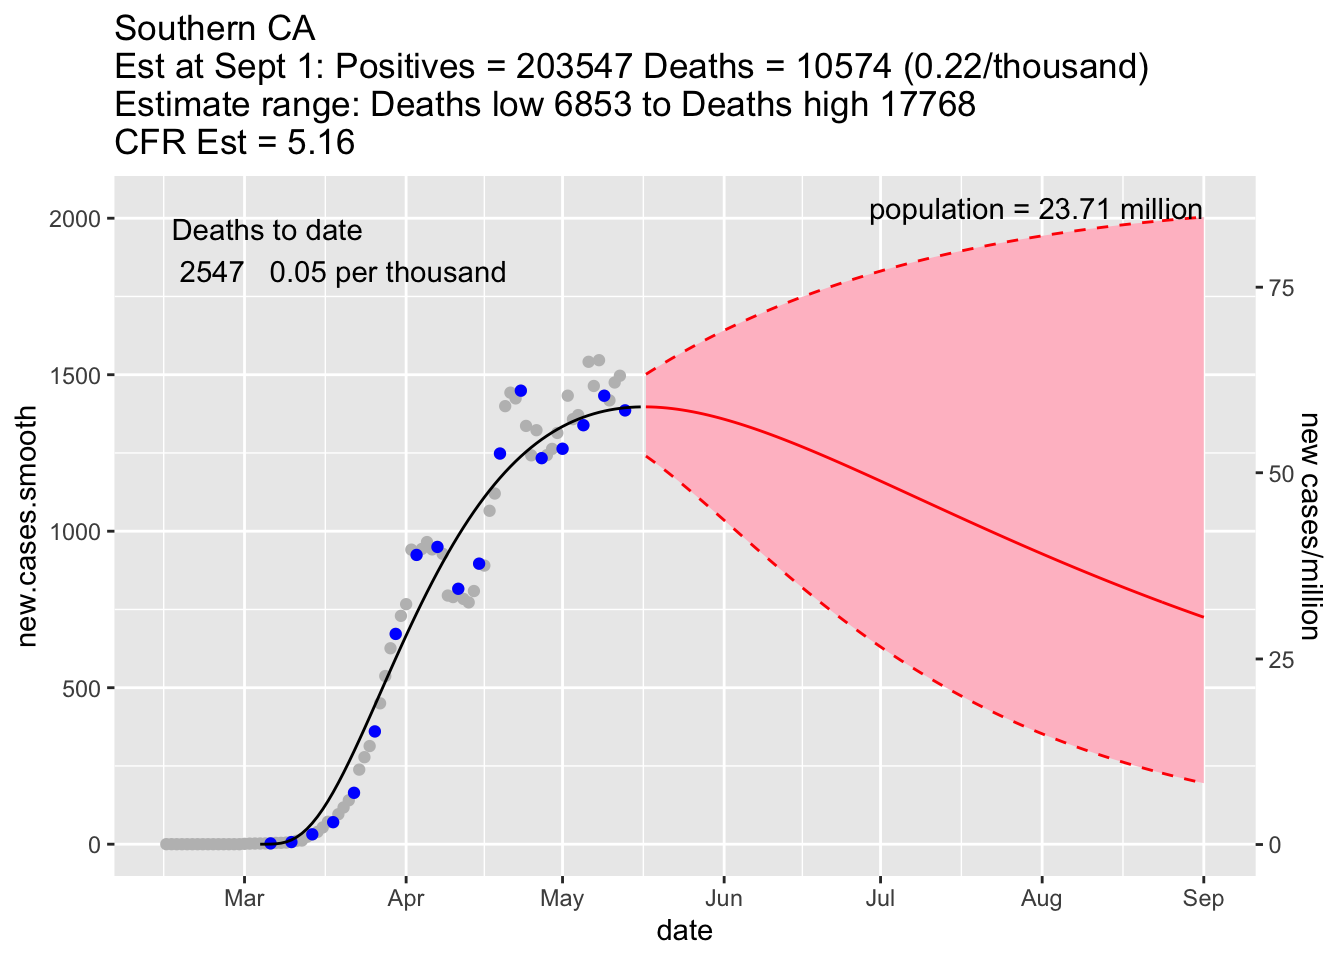 Southern CA
Est at Sept 1: Positives = 203547 Deaths = 10574 (0.22/thousand)
Estimate range: Deaths low 6853 to Deaths high 17768
CFR Est = 5.16
population = 23.71 million
Deaths to date
2547 0.05 per thousand
2000
1500
1000
500
0
new.cases.smooth
75
50
25
0
new cases/million
Mar Apr May Jun Jul Aug Sep
date